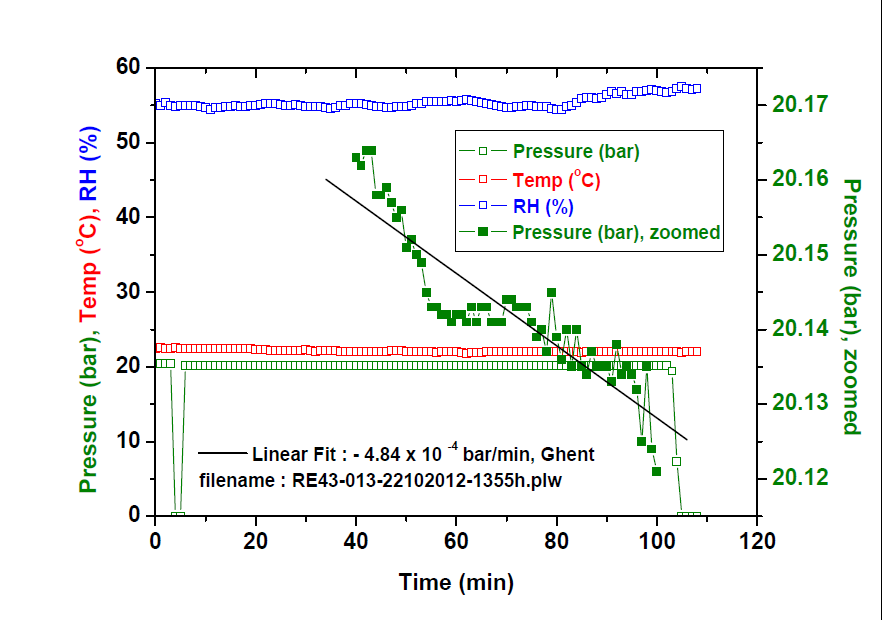 60
50
40
30
20
10
0
0
20
40
60
80
100
120
20.17
20.16
20.15
20.14
20.13
20.12
Pressure (bar), Temp (°C), RH (%)
Pressure (bar), zoomed
Time (min)
Pressure (bar)
Temp (°C)
RH (%)
Pressure (bar), zoomed
Linear Fit : - 4.84 x 10 -4 bar/min, Ghent
filename : RE43-013-22102012-1355h.plw